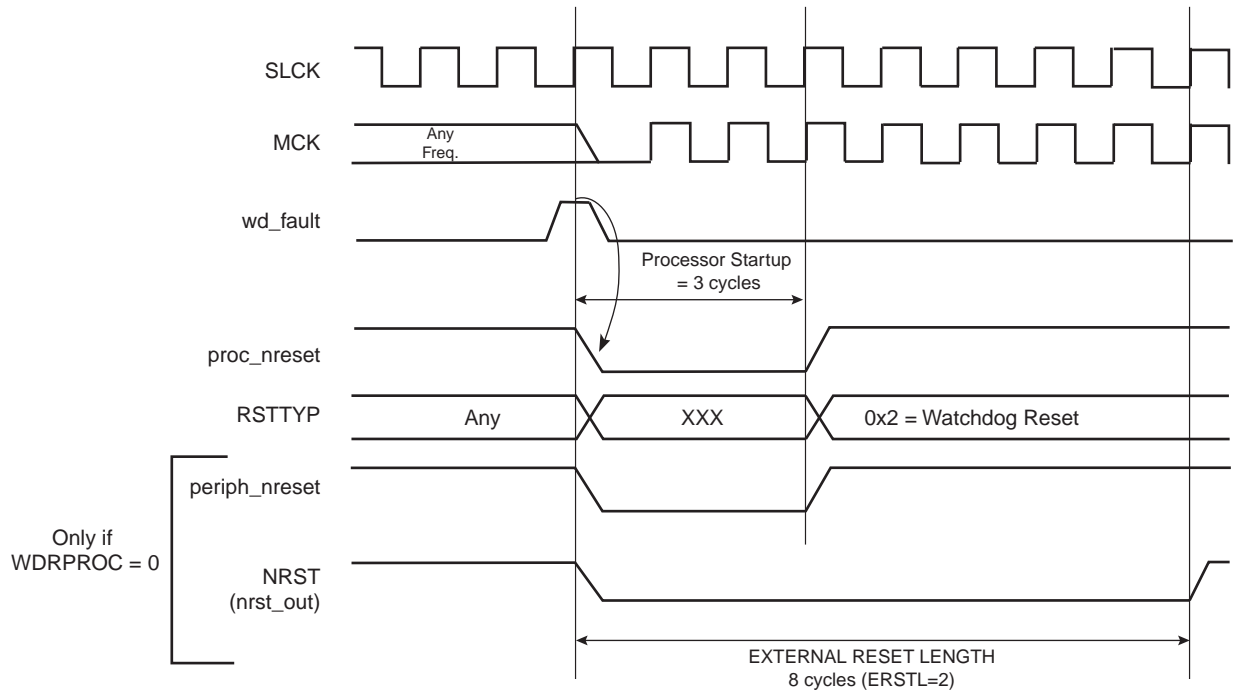 SLCK
MCK
Any
Freq.
wd_fault
Processor Startup
= 3 cycles
proc_nreset
RSTTYP
Any
XXX
0x2 = Watchdog Reset
periph_nreset
Only if
WDRPROC = 0
NRST
(nrst_out)
EXTERNAL RESET LENGTH
8 cycles (ERSTL=2)